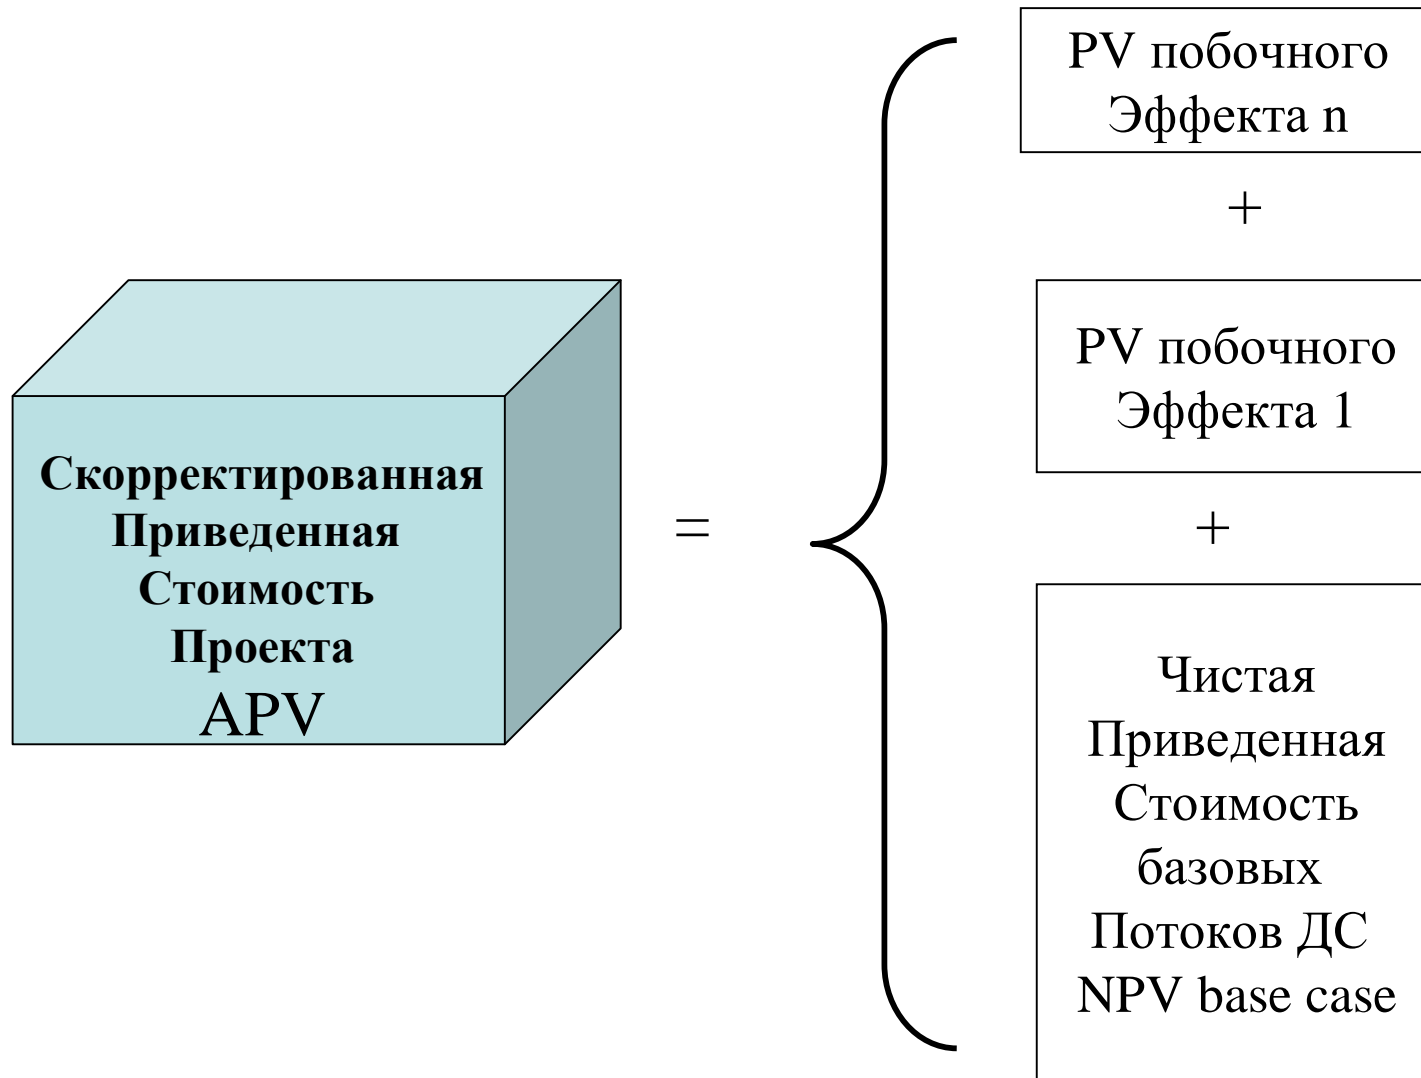 Скорректированная
Приведенная
Стоимость
Проекта
APV
=
PV побочного
Эффекта n
+
PV побочного
Эффекта 1
+
Чистая
Приведенная
Стоимость
базовых
Потоков ДС
NPV base case